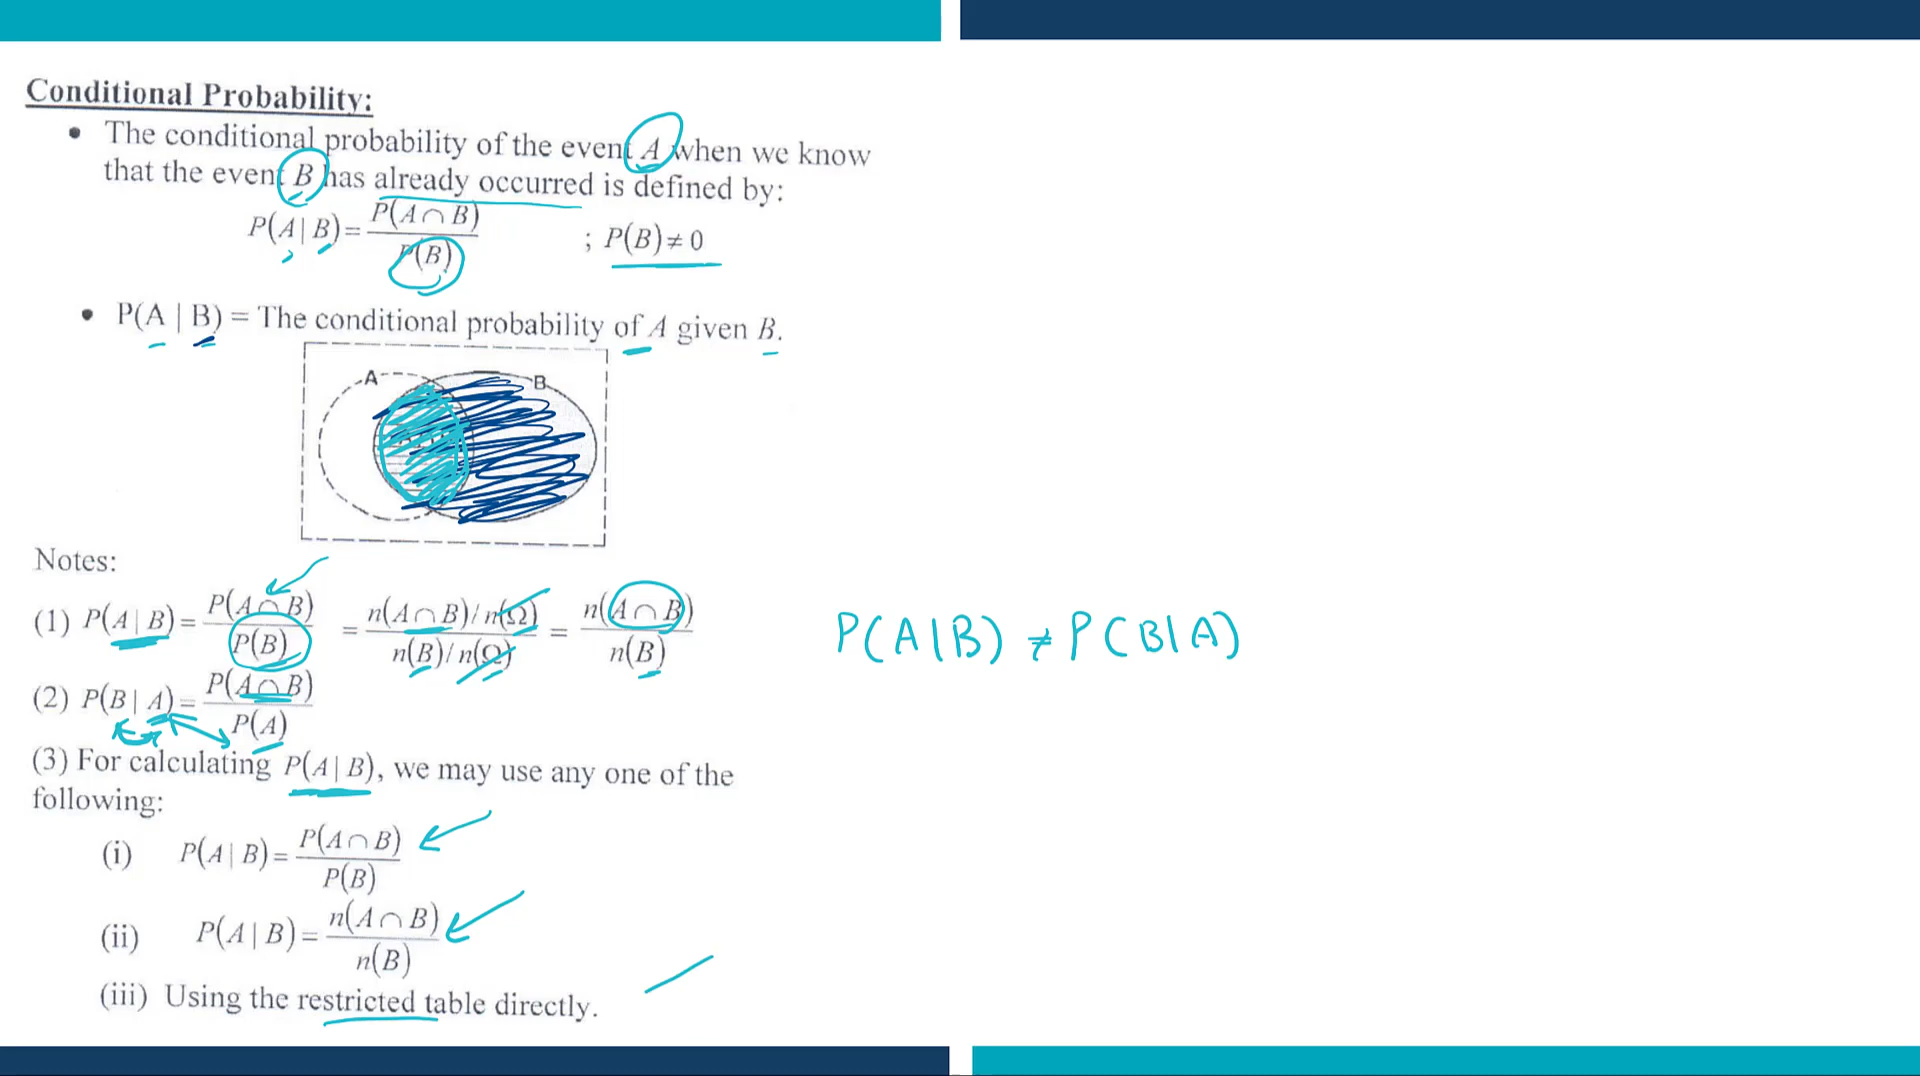 Conditional Probability:
• The conditional probability of the event A when we know
that the event B has already occurred is defined by:
P(A | B) = P(A ∩ B) / P(B) ; P(B) ≠ 0
• P(A | B) = The conditional probability of A given B.
A B
Notes:
(1) P(A | B) = P(A ∩ B) / P(B) = n(A ∩ B) / n(Ω) / n(B) / n(Ω) = n(A ∩ B) / n(B)
P(A|B) ≠ P(B|A)
(2) P(B | A) = P(A ∩ B) / P(A)
(3) For calculating P(A | B), we may use any one of the
following:
(i) P(A | B) = P(A ∩ B) / P(B)
(ii) P(A | B) = n(A ∩ B) / n(B)
(iii) Using the restricted table directly.